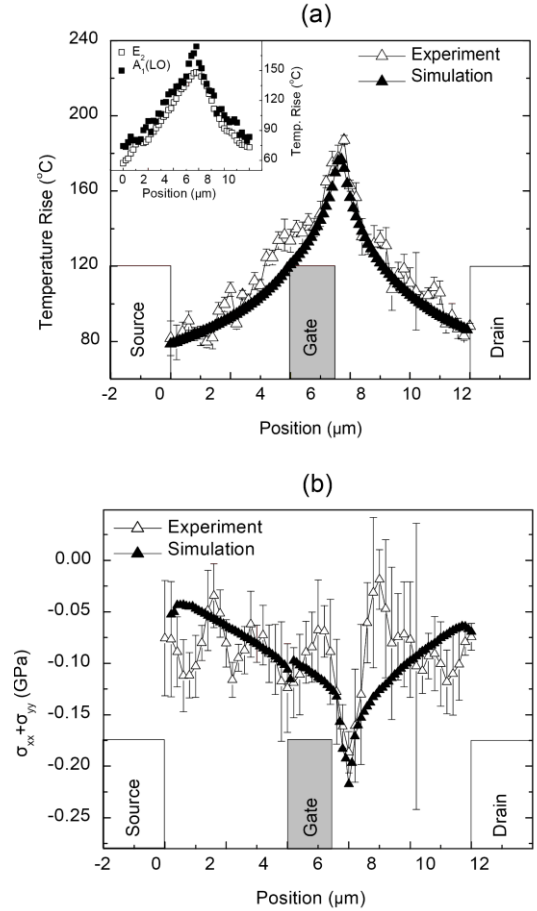 (a)
240
200
160
120
80
Temperature Rise (°C)
Experiment
Simulation
E₂
A₁(LO)
150
120
90
60
Temp. Rise (°C)
0 2 4 6 8 10
Position (μm)
Source
Gate
Drain
-2 0 2 4 6 8 10 12
Position (μm)
(b)
Experiment
Simulation
0.00
-0.05
-0.10
-0.15
-0.20
-0.25
σxx+σyy (GPa)
Source
Gate
Drain
-2 0 2 4 6 8 10 12
Position (μm)